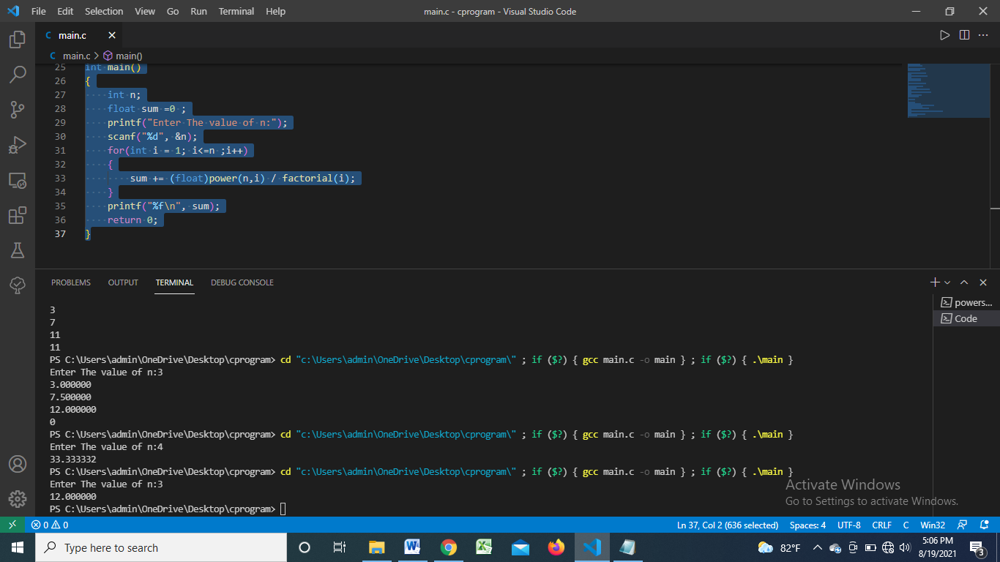 File Edit Selection View Go Run Terminal Help main.c - cprogram - Visual Studio Code
C main.c
C main.c > main()
25 int main()
26 {
27 int n;
28 float sum =0 ;
29 printf("Enter The value of n:");
30 scanf("%d", &n);
31 for(int i = 1; i<=n ;i++)
32 {
33 sum += (float)power(n,i) / factorial(i);
34 }
35 printf("%f\n", sum);
36 return 0;
37 }
PROBLEMS OUTPUT TERMINAL DEBUG CONSOLE
powers...
Code
3
7
11
11
PS C:\Users\admin\OneDrive\Desktop\cprogram> cd "c:\Users\admin\OneDrive\Desktop\cprogram\" ; if ($?) { gcc main.c -o main } ; if ($?) { .\main }
Enter The value of n:3
3.000000
7.500000
12.000000
0
PS C:\Users\admin\OneDrive\Desktop\cprogram> cd "c:\Users\admin\OneDrive\Desktop\cprogram\" ; if ($?) { gcc main.c -o main } ; if ($?) { .\main }
Enter The value of n:4
33.333332
PS C:\Users\admin\OneDrive\Desktop\cprogram> cd "c:\Users\admin\OneDrive\Desktop\cprogram\" ; if ($?) { gcc main.c -o main } ; if ($?) { .\main }
Enter The value of n:3
12.000000
PS C:\Users\admin\OneDrive\Desktop\cprogram>
Activate Windows
Go to Settings to activate Windows.
0 0 Ln 37, Col 2 (636 selected) Spaces: 4 UTF-8 CRLF C Win32
Type here to search
82°F
5:06 PM
8/19/2021
3